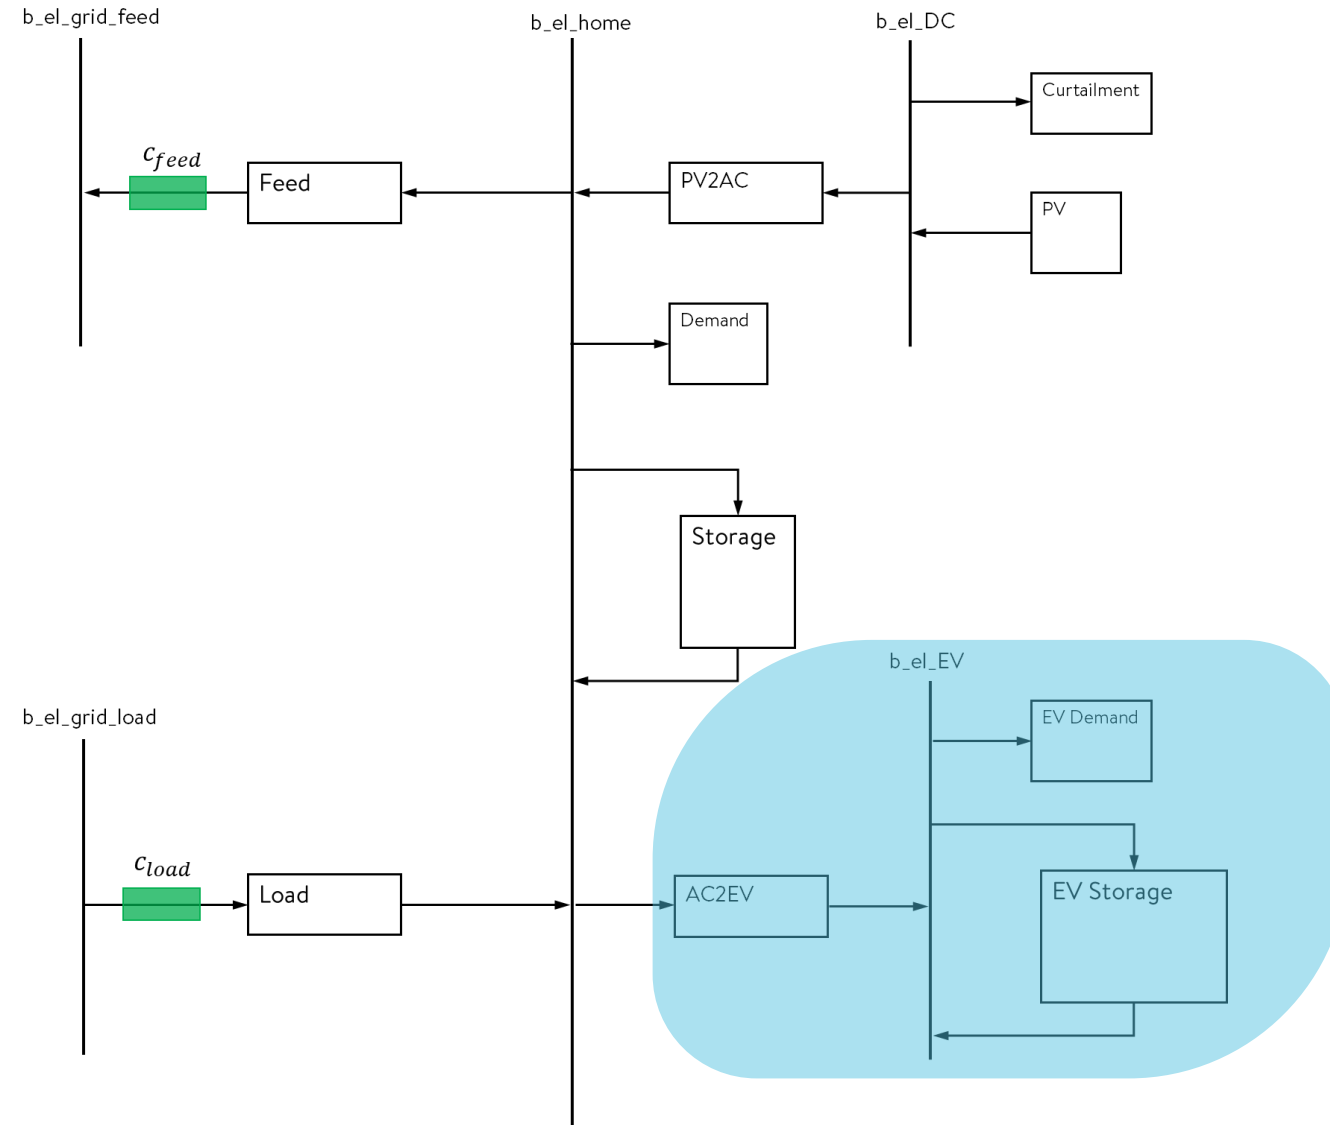 b_el_grid_feed
b_el_home
b_el_DC
Curtailment
c_feed
Feed
PV2AC
PV
Demand
Storage
b_el_EV
b_el_grid_load
EV Demand
c_load
Load
AC2EV
EV Storage